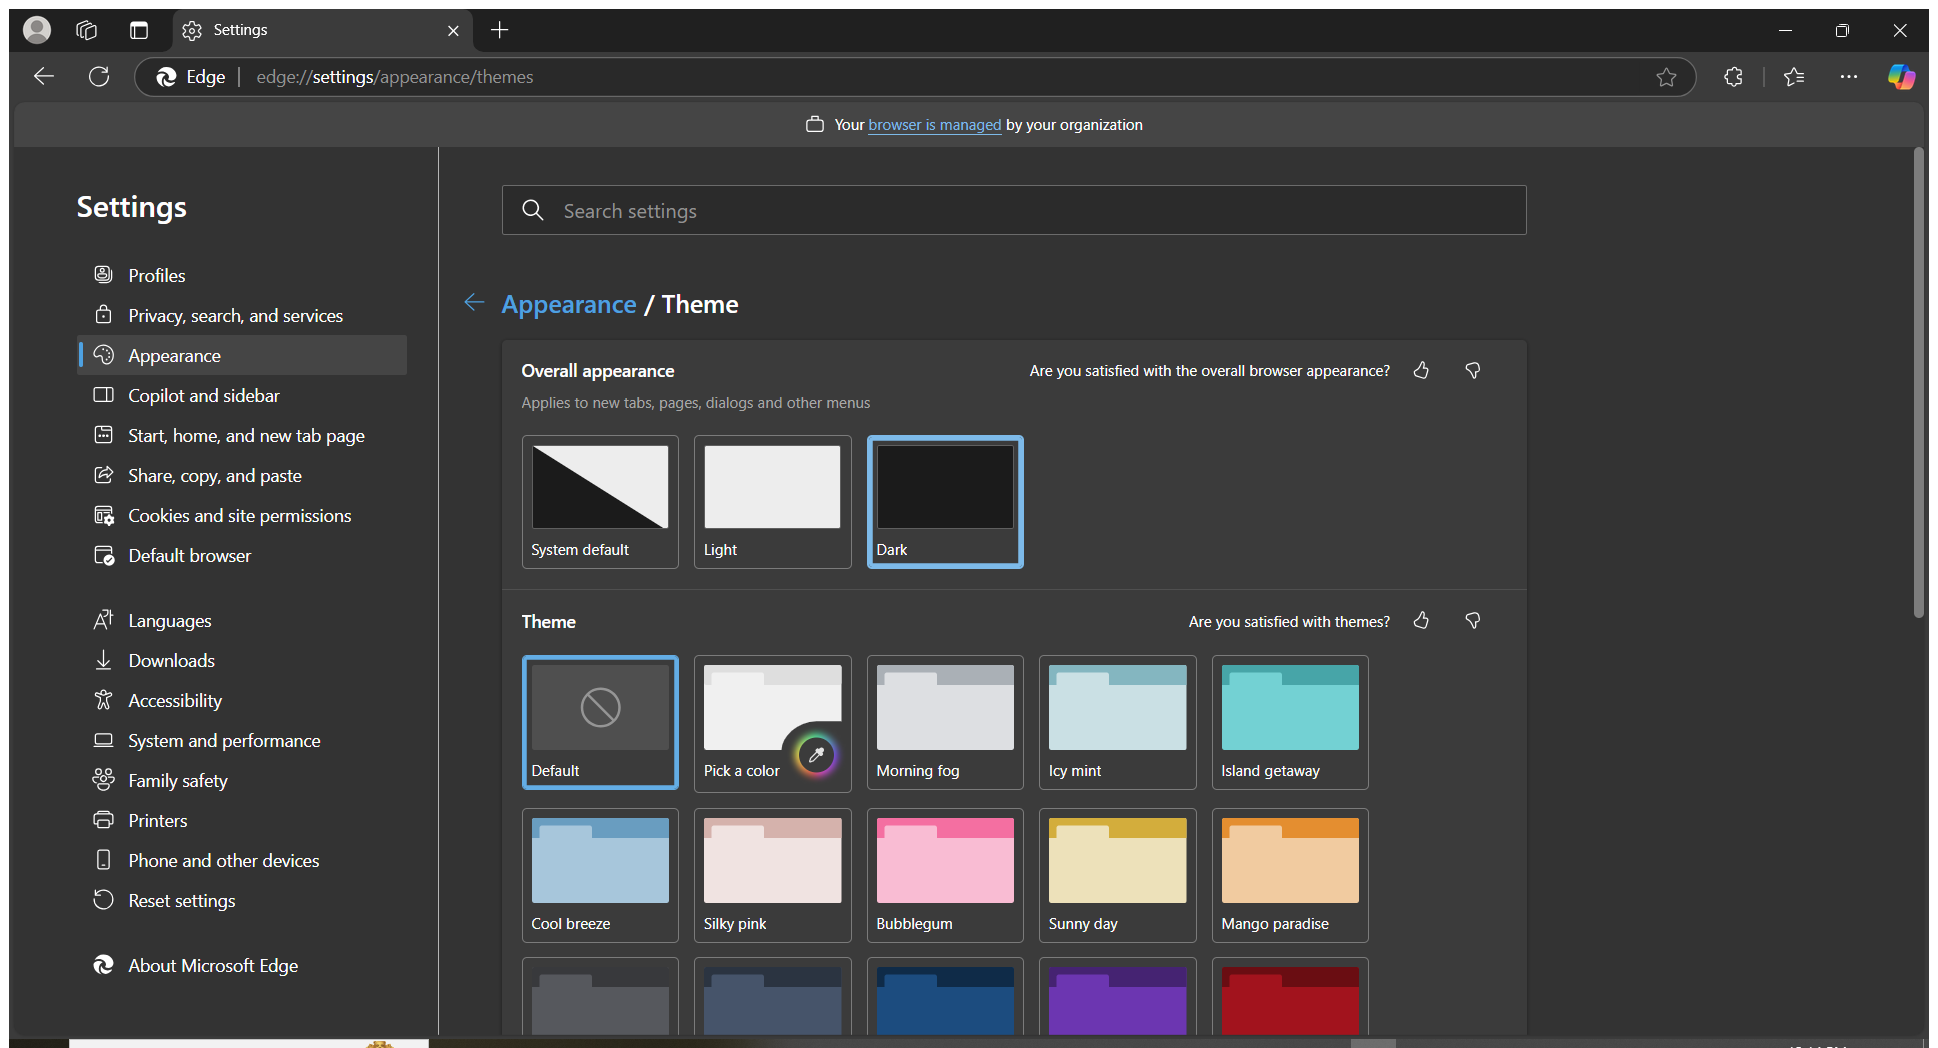 Settings
Edge
edge://settings/appearance/themes
Your browser is managed by your organization
Settings
Profiles
Privacy, search, and services
Appearance
Copilot and sidebar
Start, home, and new tab page
Share, copy, and paste
Cookies and site permissions
Default browser
Languages
Downloads
Accessibility
System and performance
Family safety
Printers
Phone and other devices
Reset settings
About Microsoft Edge
Search settings
Appearance / Theme
Overall appearance
Are you satisfied with the overall browser appearance?
Applies to new tabs, pages, dialogs and other menus
System default
Light
Dark
Theme
Are you satisfied with themes?
Default
Pick a color
Morning fog
Icy mint
Island getaway
Cool breeze
Silky pink
Bubblegum
Sunny day
Mango paradise